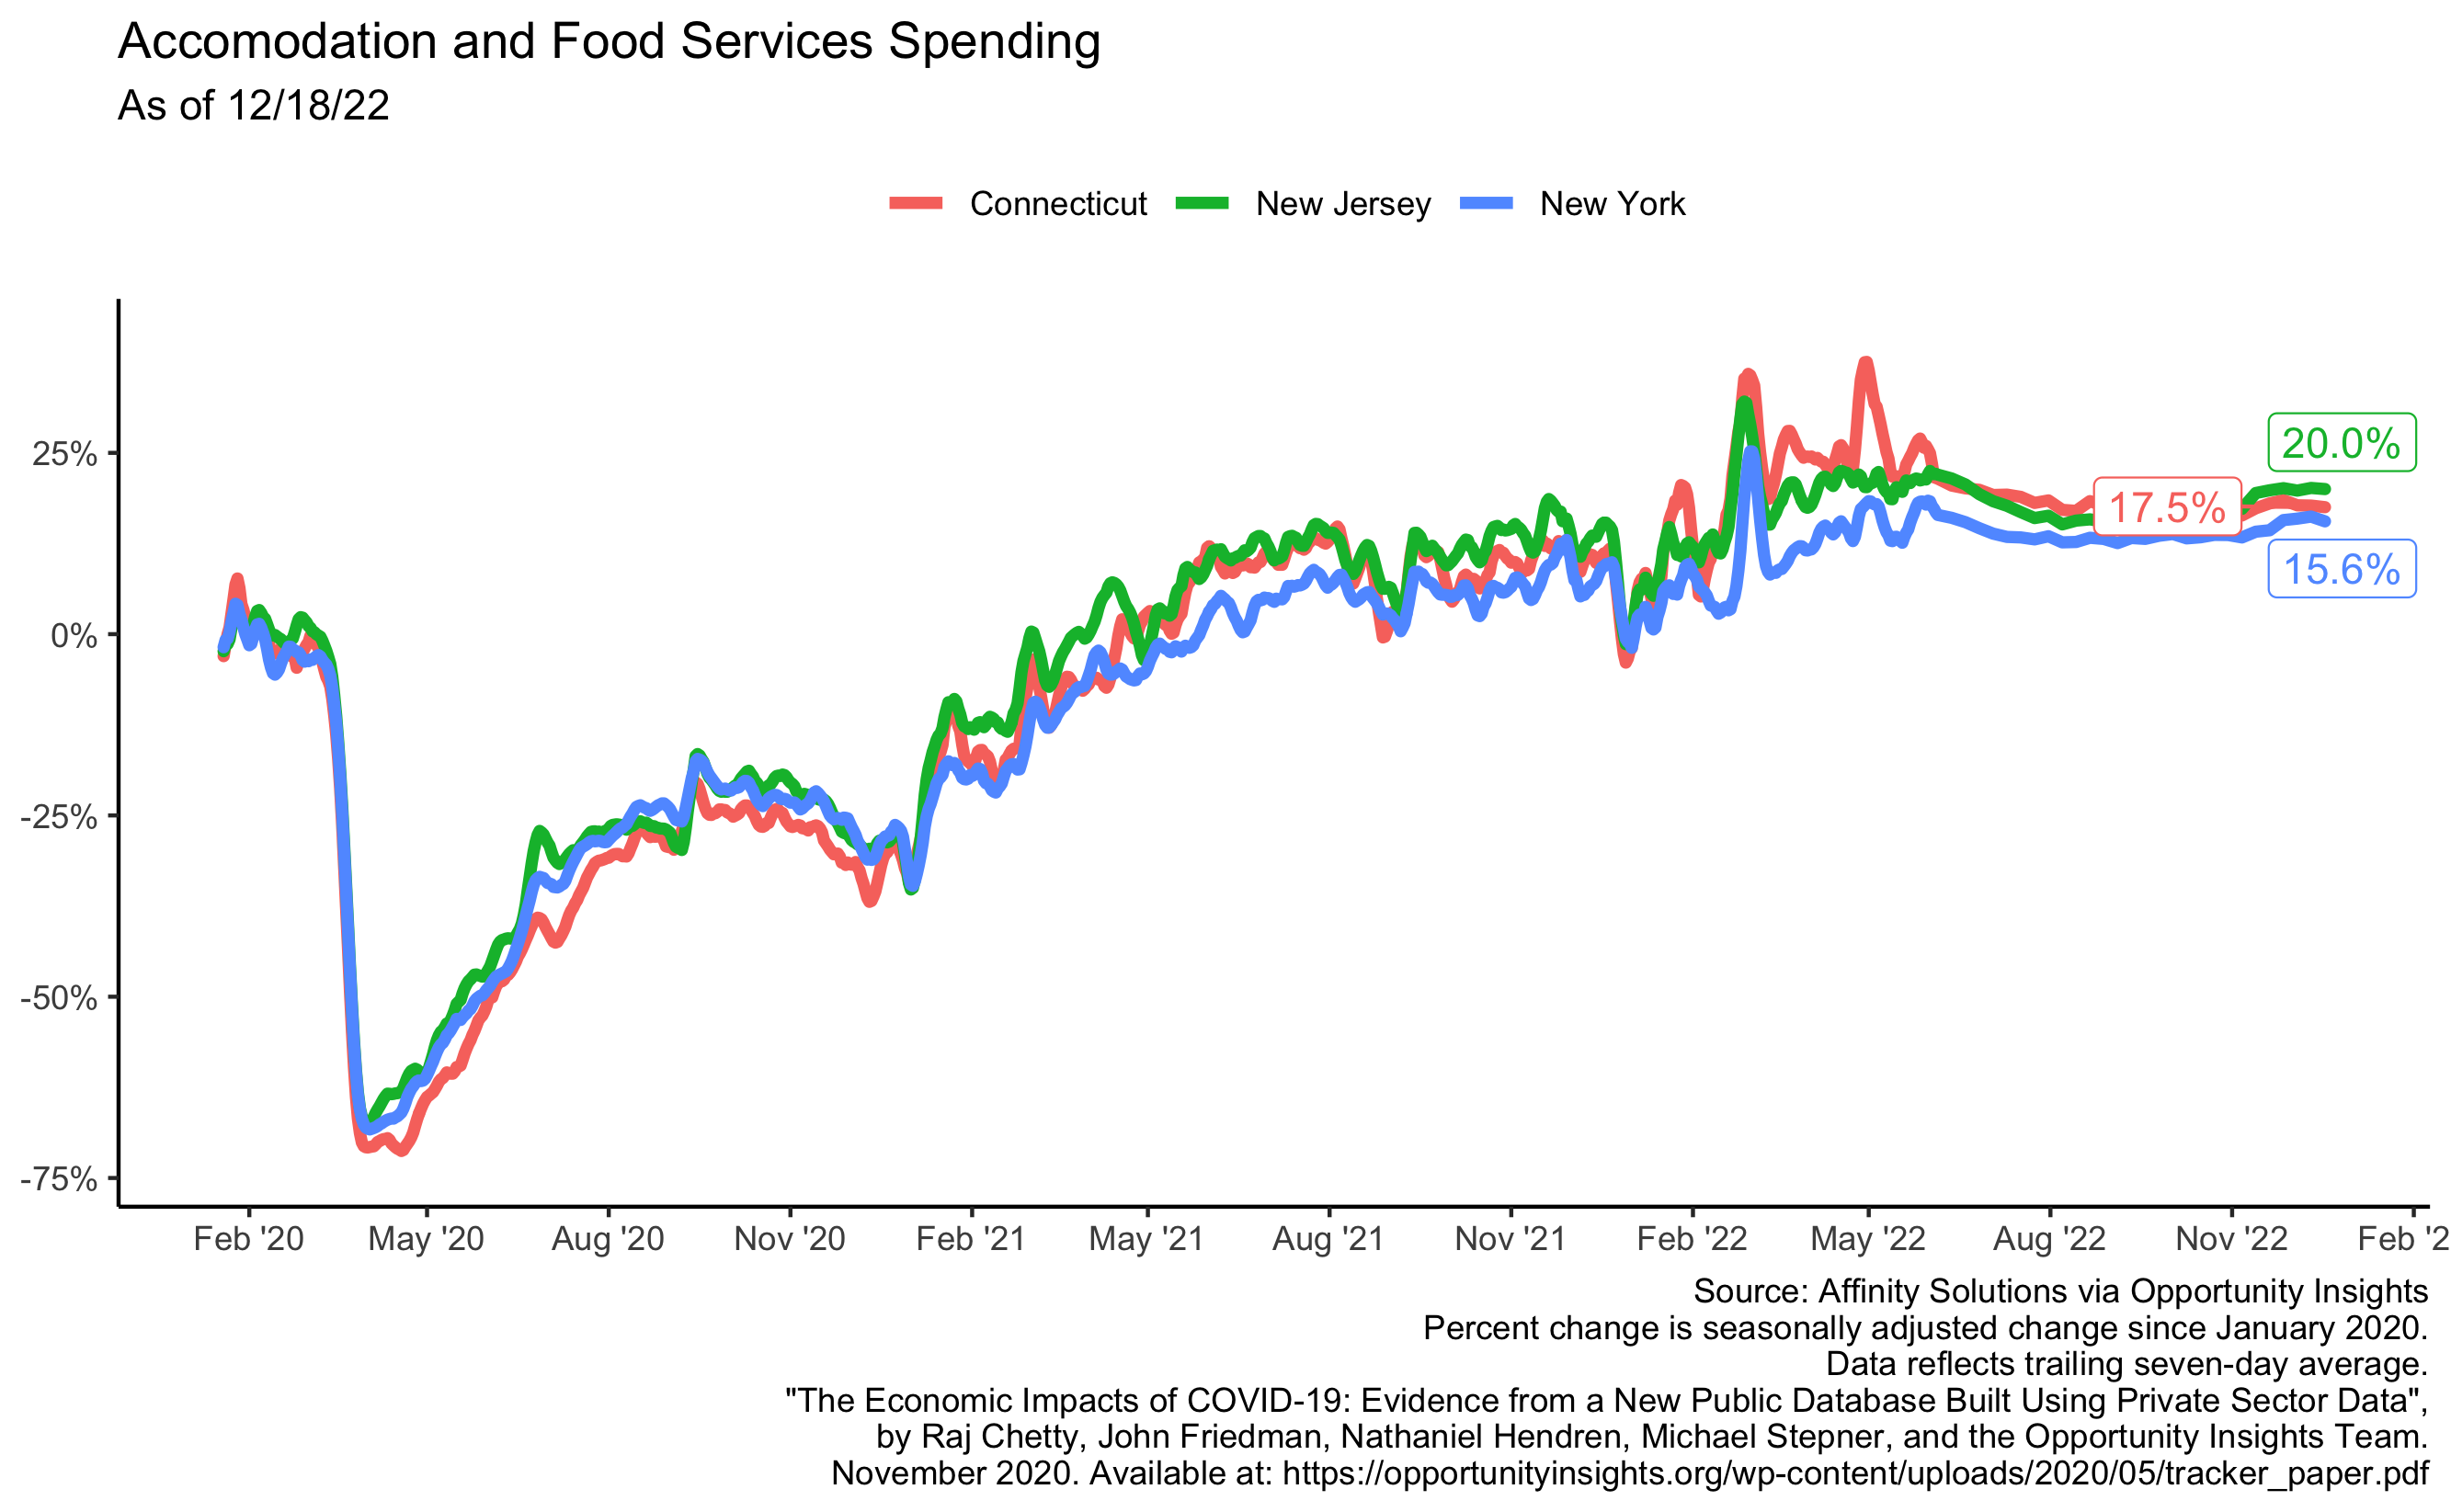 Accomodation and Food Services Spending
As of 12/18/22
Connecticut New Jersey New York
25%
0%
-25%
-50%
-75%
20.0%
17.5%
15.6%
Feb '20 May '20 Aug '20 Nov '20 Feb '21 May '21 Aug '21 Nov '21 Feb '22 May '22 Aug '22 Nov '22 Feb '2
Source: Affinity Solutions via Opportunity Insights
Percent change is seasonally adjusted change since January 2020.
Data reflects trailing seven-day average.
"The Economic Impacts of COVID-19: Evidence from a New Public Database Built Using Private Sector Data",
by Raj Chetty, John Friedman, Nathaniel Hendren, Michael Stepner, and the Opportunity Insights Team.
November 2020. Available at: https://opportunityinsights.org/wp-content/uploads/2020/05/tracker_paper.pdf